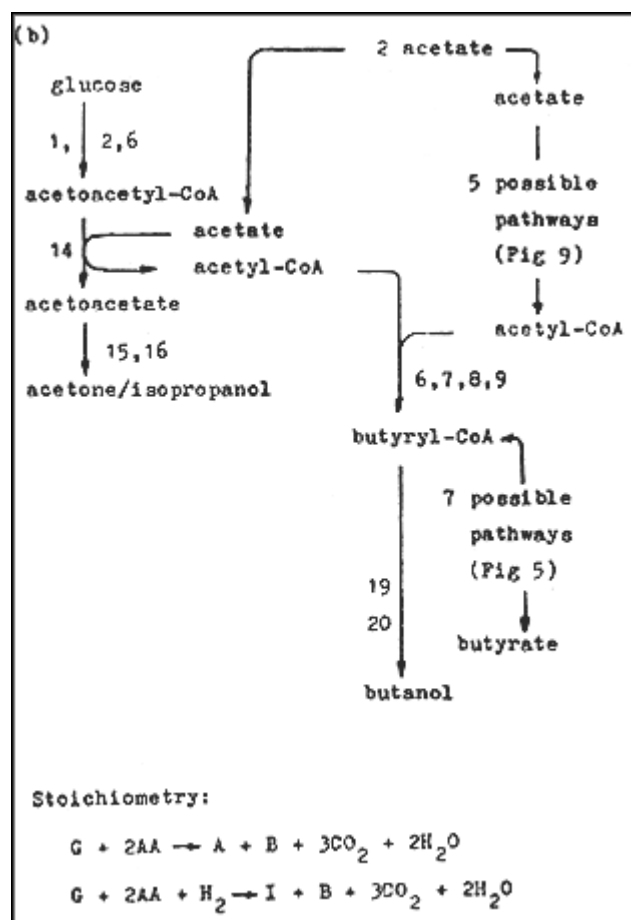 (b)
2 acetate
glucose
acetate
1, 2,6
acetoacetyl-CoA
5 possible
pathways
(Fig 9)
acetate
14
acetyl-CoA
acetoacetate
acetyl-CoA
15,16
6,7,8,9
acetone/isopropanol
butyryl-CoA
7 possible
pathways
(Fig 5)
19
20
butyrate
butanol
Stoichiometry:
G + 2AA → A + B + 3CO₂ + 2H₂O
G + 2AA + H₂ → I + B + 3CO₂ + 2H₂O